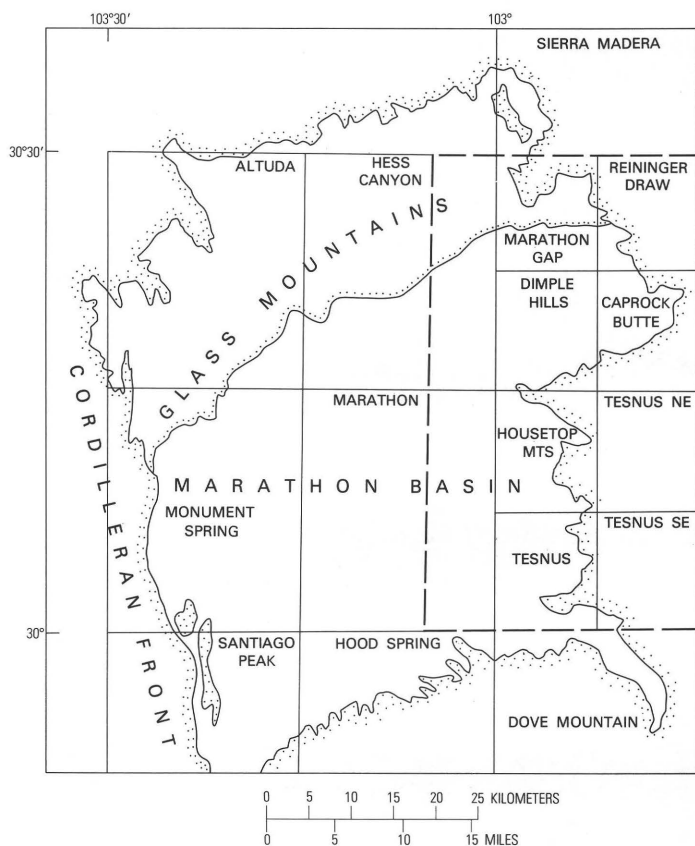 103°30'
103°
SIERRA MADERA
30°30'
ALTUDA
HESS
CANYON
REININGER
DRAW
GLASS MOUNTAINS
MARATHON
GAP
DIMPLE
HILLS
CAPROCK
BUTTE
CORDILLERAN FRONT
MARATHON
TESNUS NE
HOUSETOP
MTS
MARATHON BASIN
MONUMENT
SPRING
TESNUS SE
TESNUS
30°
SANTIAGO
PEAK
HOOD SPRING
DOVE MOUNTAIN
0 5 10 15 20 25 KILOMETERS
0 5 10 15 MILES